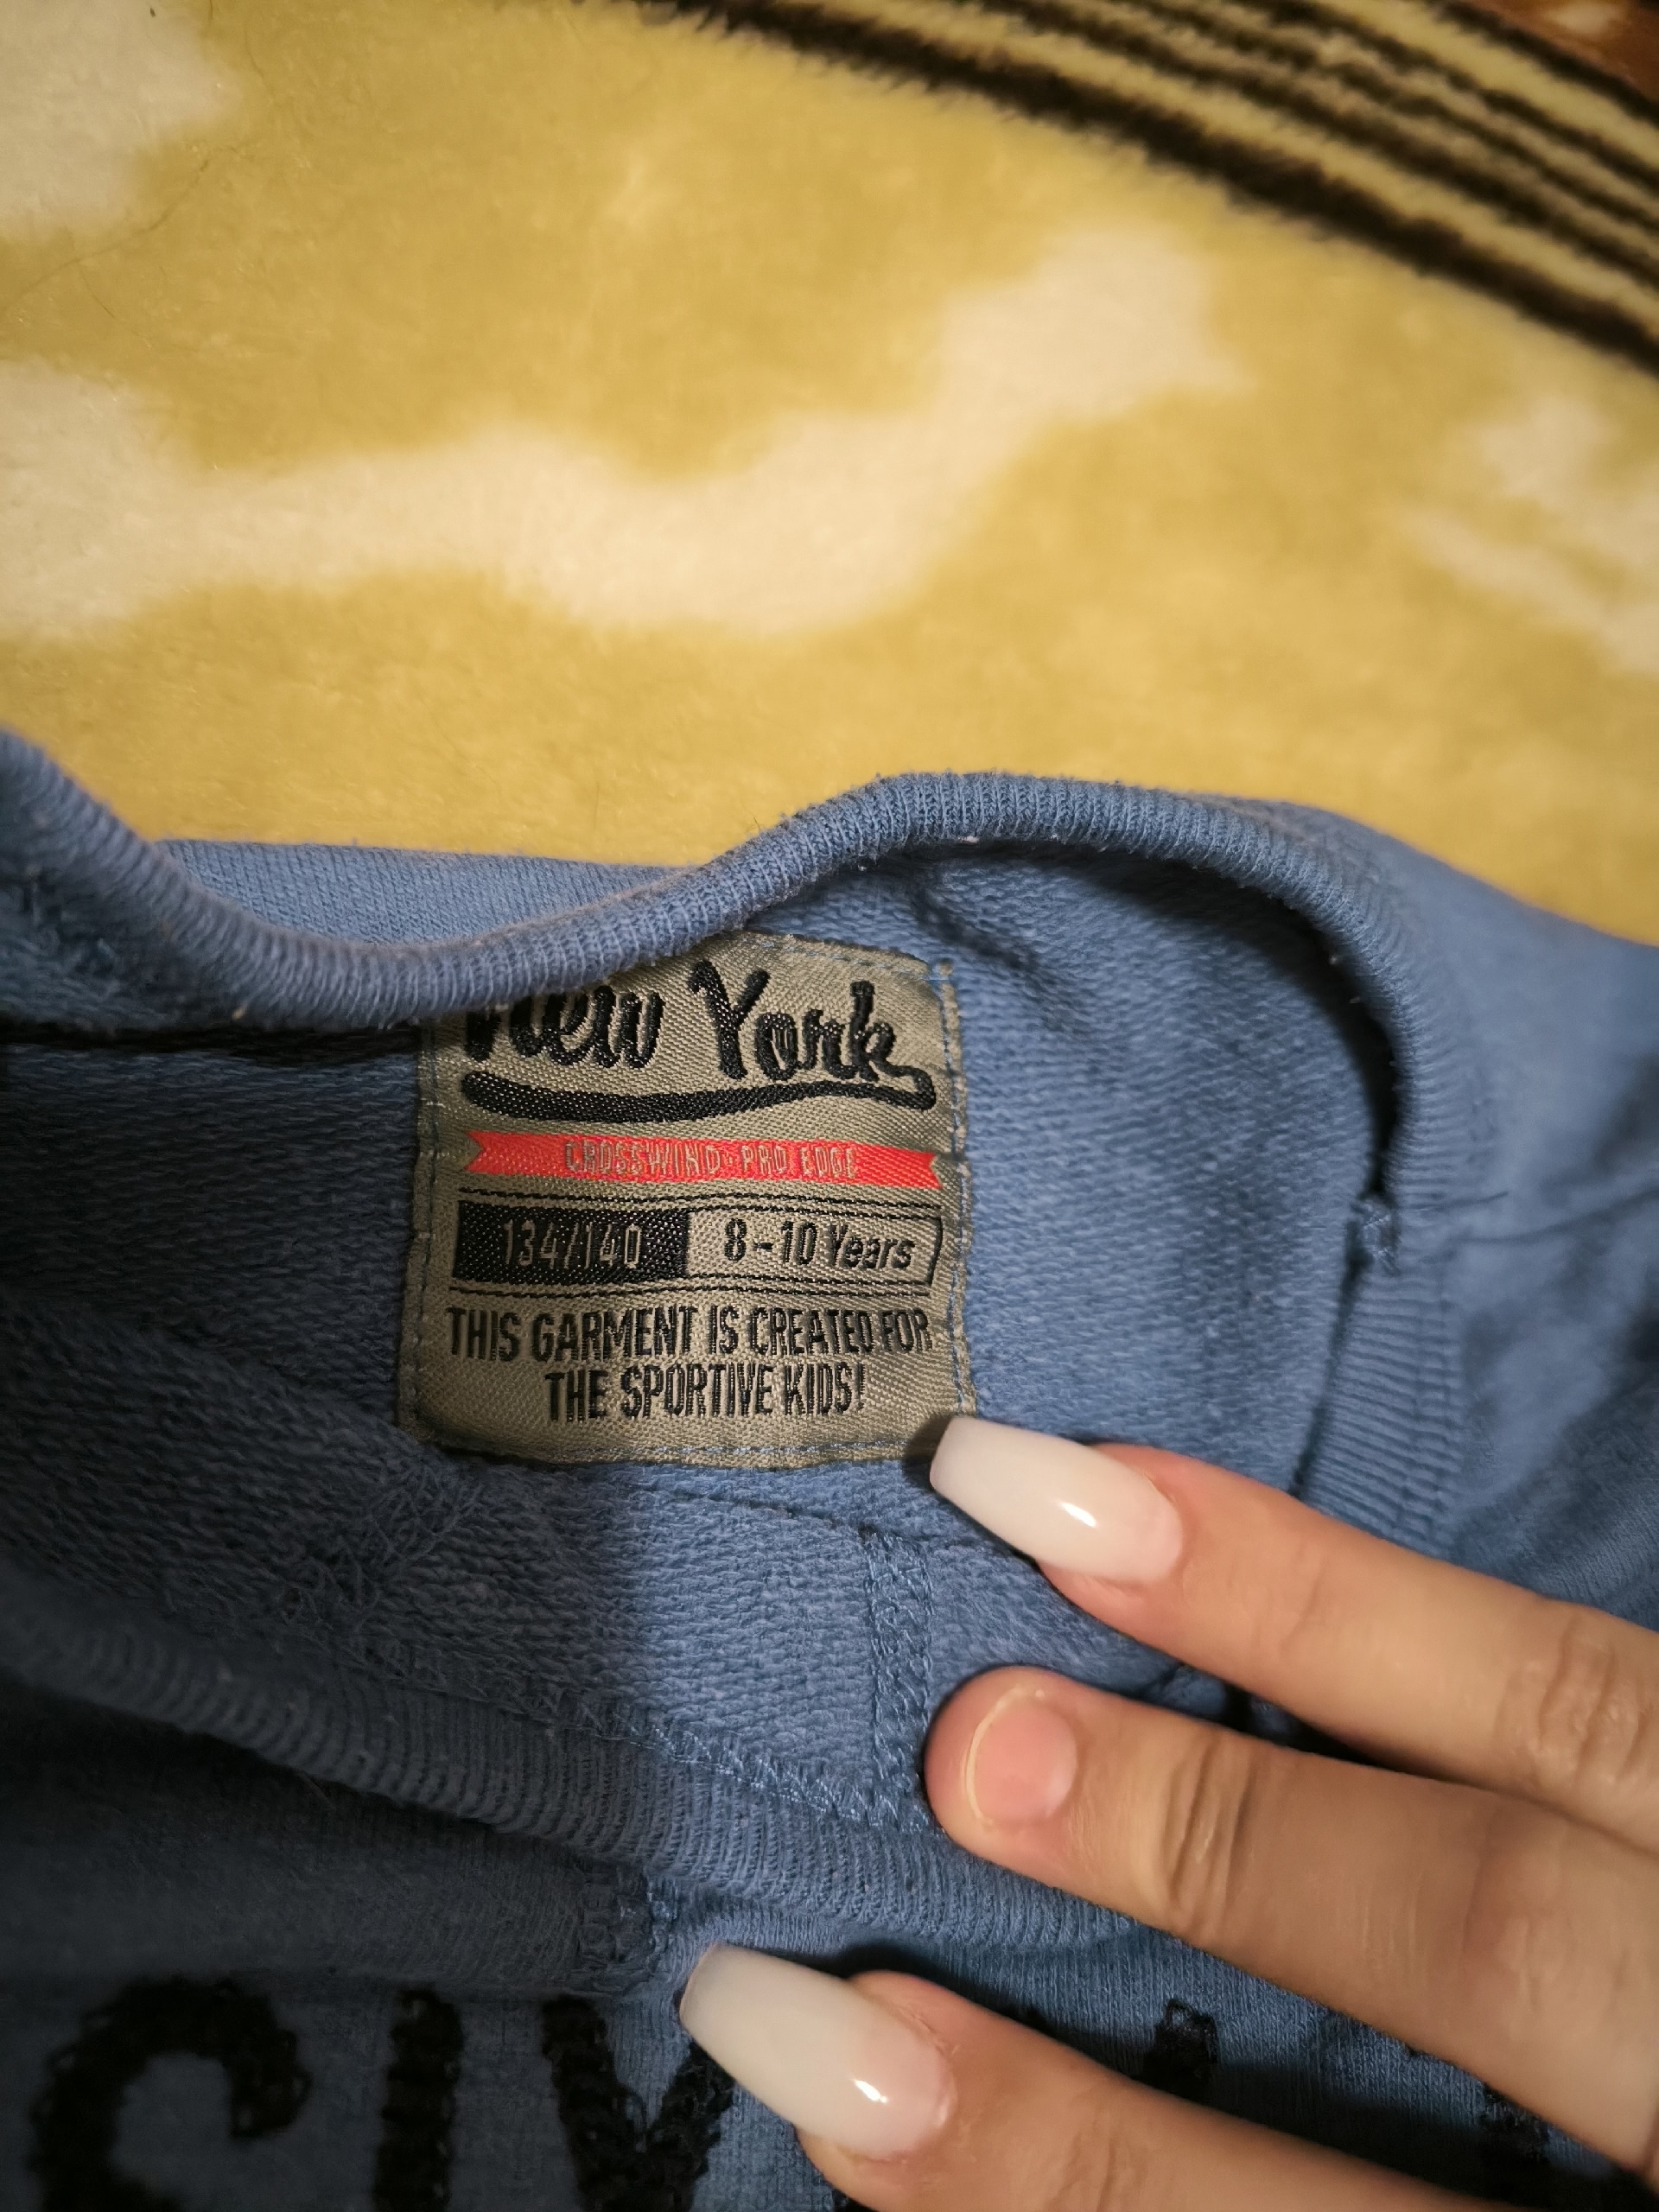 New York
CROSSWIND-PRO EDGE
134/140 8-10 Years
THIS GARMENT IS CREATED FOR
THE SPORTIVE KIDS!